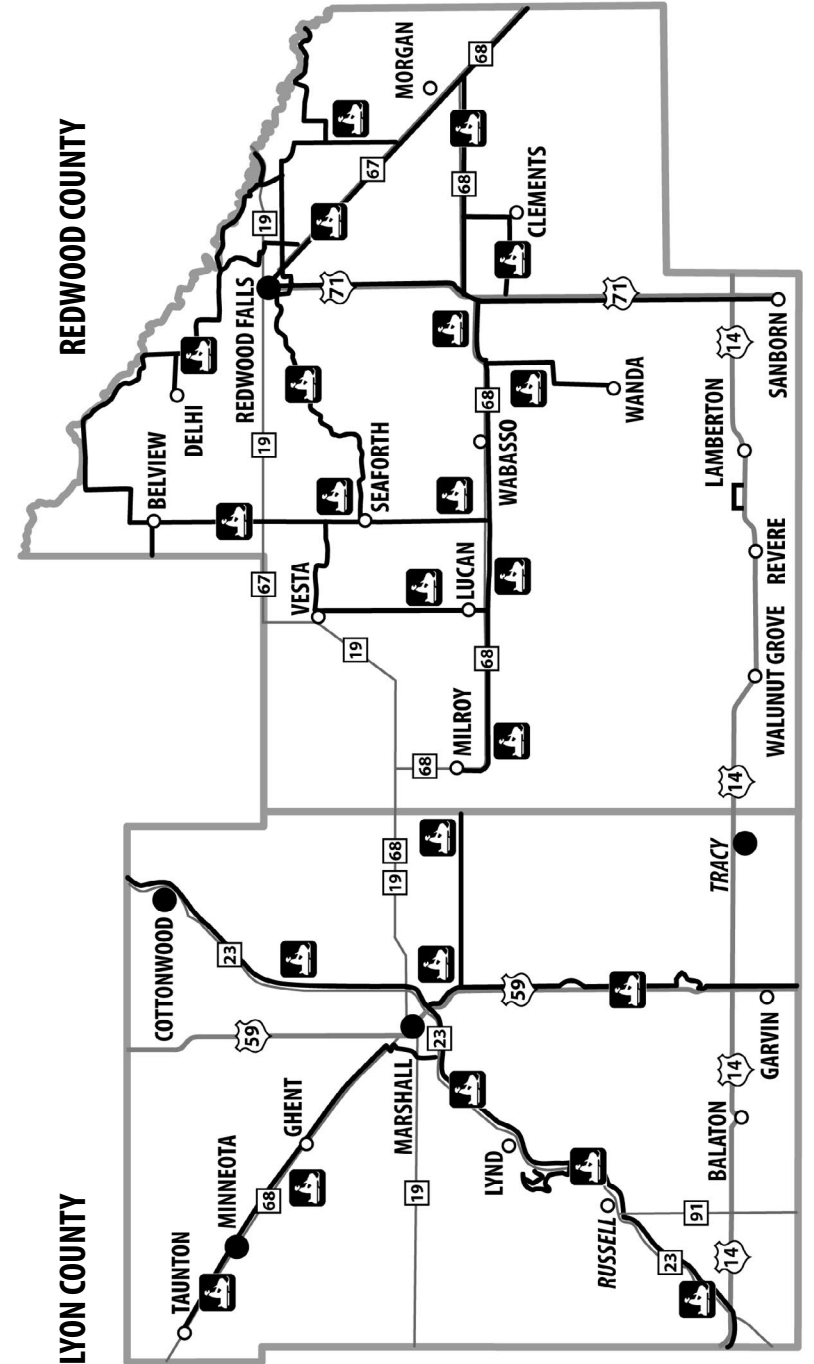 LYON COUNTY
REDWOOD COUNTY
TAUNTON
MINNEOTA
68
GHENT
COTTONWOOD
23
59
MARSHALL
19
23
59
LYND
RUSSELL
91
23
14
BALATON
14
GARVIN
TRACY
14
19
68
68
MILROY
19
67
VESTA
LUCAN
68
BELVIEW
DELHI
19
REDWOOD FALLS
SEAFORTH
WABASSO
68
WANDA
71
71
19
67
MORGAN
68
68
CLEMENTS
WALUNUT GROVE
REVERE
LAMBERTON
14
SANBORN